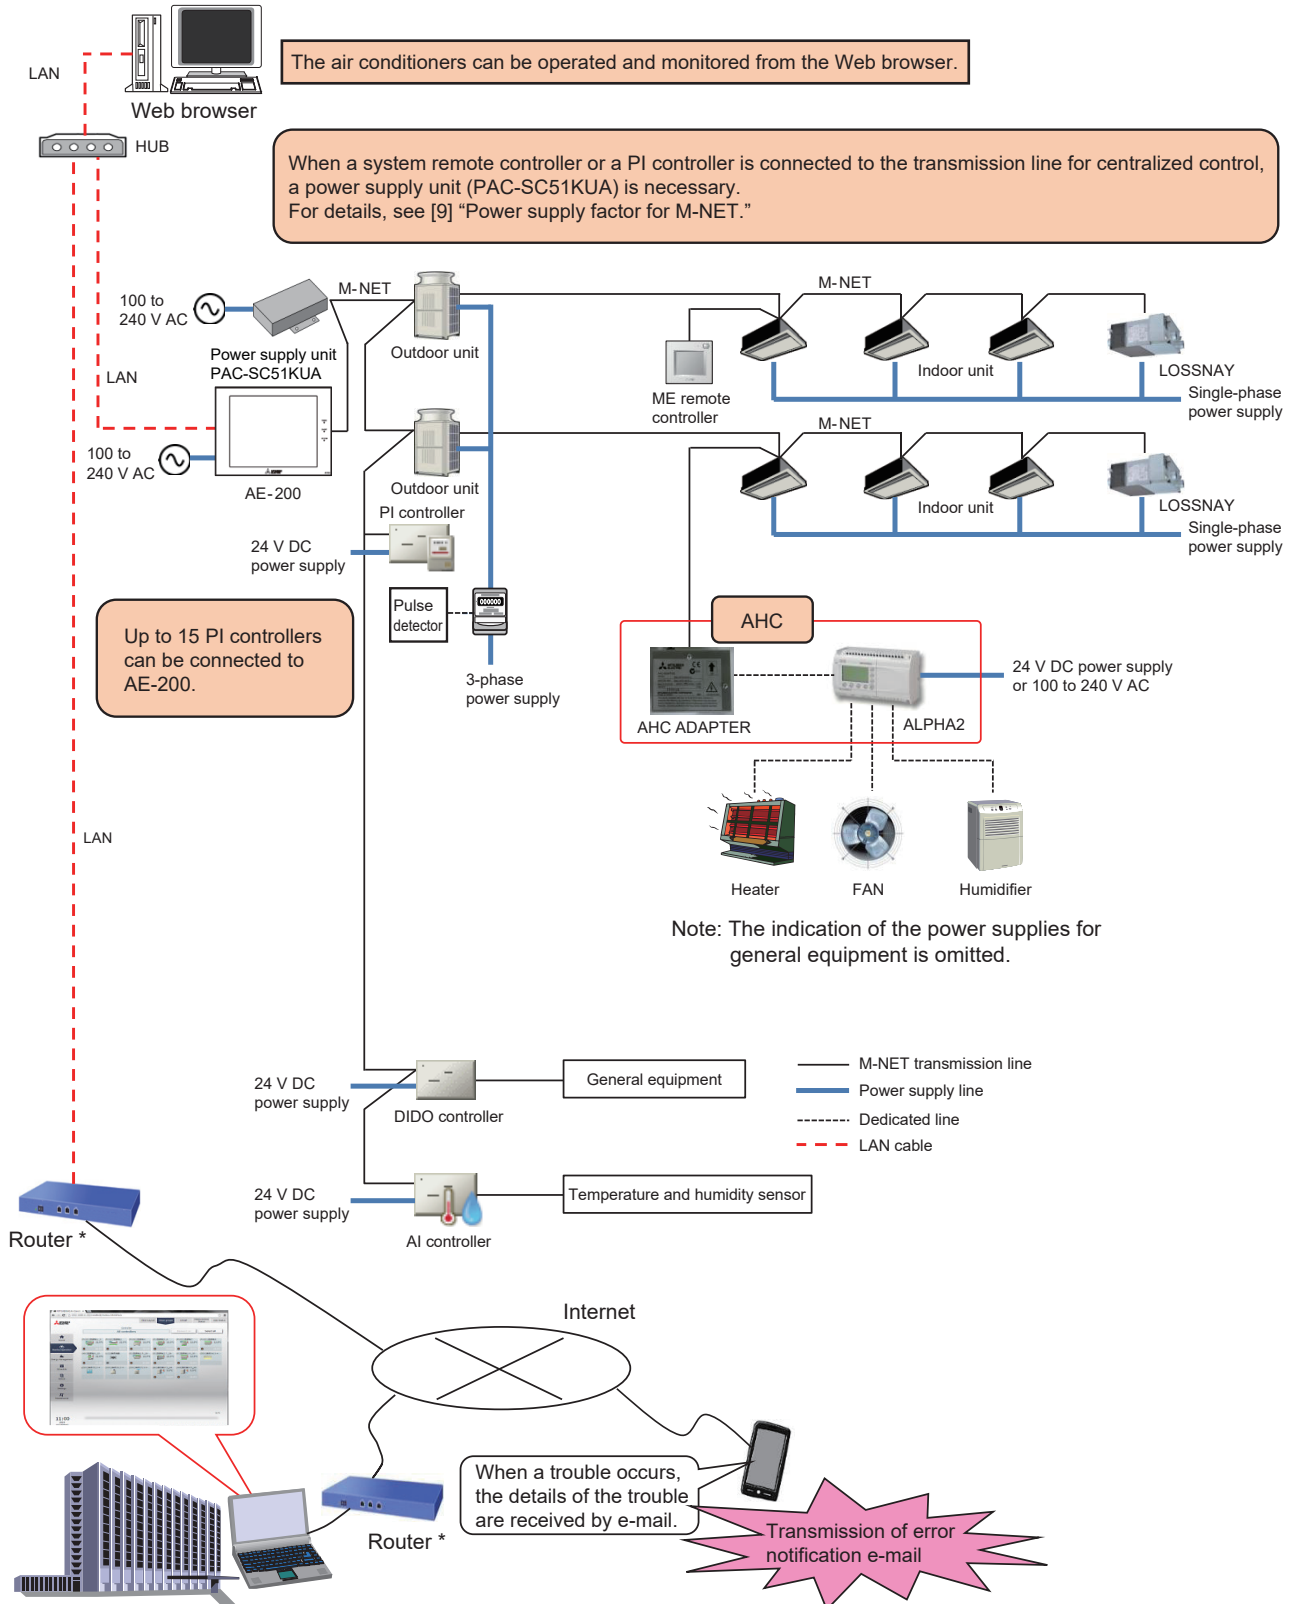 LAN
The air conditioners can be operated and monitored from the Web browser.
Web browser
HUB
When a system remote controller or a PI controller is connected to the transmission line for centralized control,
a power supply unit (PAC-SC51KUA) is necessary.
For details, see [9] “Power supply factor for M-NET.”
100 to
240 V AC
M-NET
Power supply unit
PAC-SC51KUA
Outdoor unit
M-NET
ME remote
controller
Indoor unit
LOSSNAY
Single-phase
power supply
LAN
100 to
240 V AC
AE-200
Outdoor unit
M-NET
Indoor unit
LOSSNAY
Single-phase
power supply
PI controller
24 V DC
power supply
Pulse
detector
000000
3-phase
power supply
Up to 15 PI controllers
can be connected to
AE-200.
AHC
AHC ADAPTER
ALPHA2
24 V DC power supply
or 100 to 240 V AC
LAN
Heater
FAN
Humidifier
Note: The indication of the power supplies for
general equipment is omitted.
24 V DC
power supply
DIDO controller
General equipment
M-NET transmission line
Power supply line
Dedicated line
LAN cable
24 V DC
power supply
AI controller
Temperature and humidity sensor
Router *
Internet
11:00
Router *
When a trouble occurs,
the details of the trouble
are received by e-mail.
Transmission of error
notification e-mail